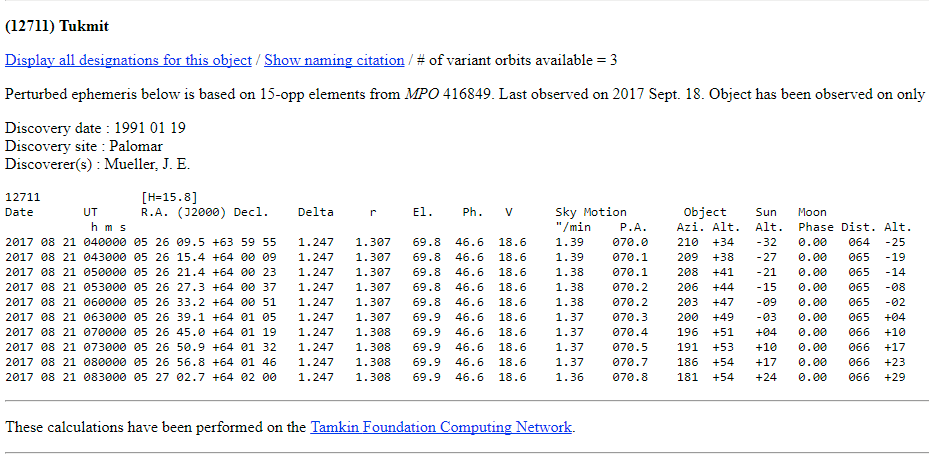 (12711) Tukmit
Display all designations for this object / Show naming citation / # of variant orbits available = 3
Perturbed ephemeris below is based on 15-opp elements from MPO 416849. Last observed on 2017 Sept. 18. Object has been observed on only
Discovery date : 1991 01 19
Discovery site : Palomar
Discoverer(s) : Mueller, J. E.
12711 [H=15.8]
Date UT R.A. (J2000) Decl. Delta r El. Ph. V Sky Motion Object Sun Moon
h m s "/min P.A. Azi. Alt. Alt. Phase Dist. Alt.
2017 08 21 040000 05 26 09.5 +63 59 55 1.247 1.307 69.8 46.6 18.6 1.39 070.0 210 +34 -32 0.00 064 -25
2017 08 21 043000 05 26 15.4 +64 00 09 1.247 1.307 69.8 46.6 18.6 1.39 070.1 209 +38 -27 0.00 065 -19
2017 08 21 050000 05 26 21.4 +64 00 23 1.247 1.307 69.8 46.6 18.6 1.38 070.1 208 +41 -21 0.00 065 -14
2017 08 21 053000 05 26 27.3 +64 00 37 1.247 1.307 69.8 46.6 18.6 1.38 070.2 206 +44 -15 0.00 065 -08
2017 08 21 060000 05 26 33.2 +64 00 51 1.247 1.307 69.8 46.6 18.6 1.38 070.2 203 +47 -09 0.00 065 -02
2017 08 21 063000 05 26 39.1 +64 01 05 1.247 1.307 69.9 46.6 18.6 1.37 070.3 200 +49 -03 0.00 065 +04
2017 08 21 070000 05 26 45.0 +64 01 19 1.247 1.308 69.9 46.6 18.6 1.37 070.4 196 +51 +04 0.00 066 +10
2017 08 21 073000 05 26 50.9 +64 01 32 1.247 1.308 69.9 46.6 18.6 1.37 070.5 191 +53 +10 0.00 066 +17
2017 08 21 080000 05 26 56.8 +64 01 46 1.247 1.308 69.9 46.6 18.6 1.37 070.7 186 +54 +17 0.00 066 +23
2017 08 21 083000 05 27 02.7 +64 02 00 1.247 1.308 69.9 46.6 18.6 1.36 070.8 181 +54 +24 0.00 066 +29
These calculations have been performed on the Tamkin Foundation Computing Network.